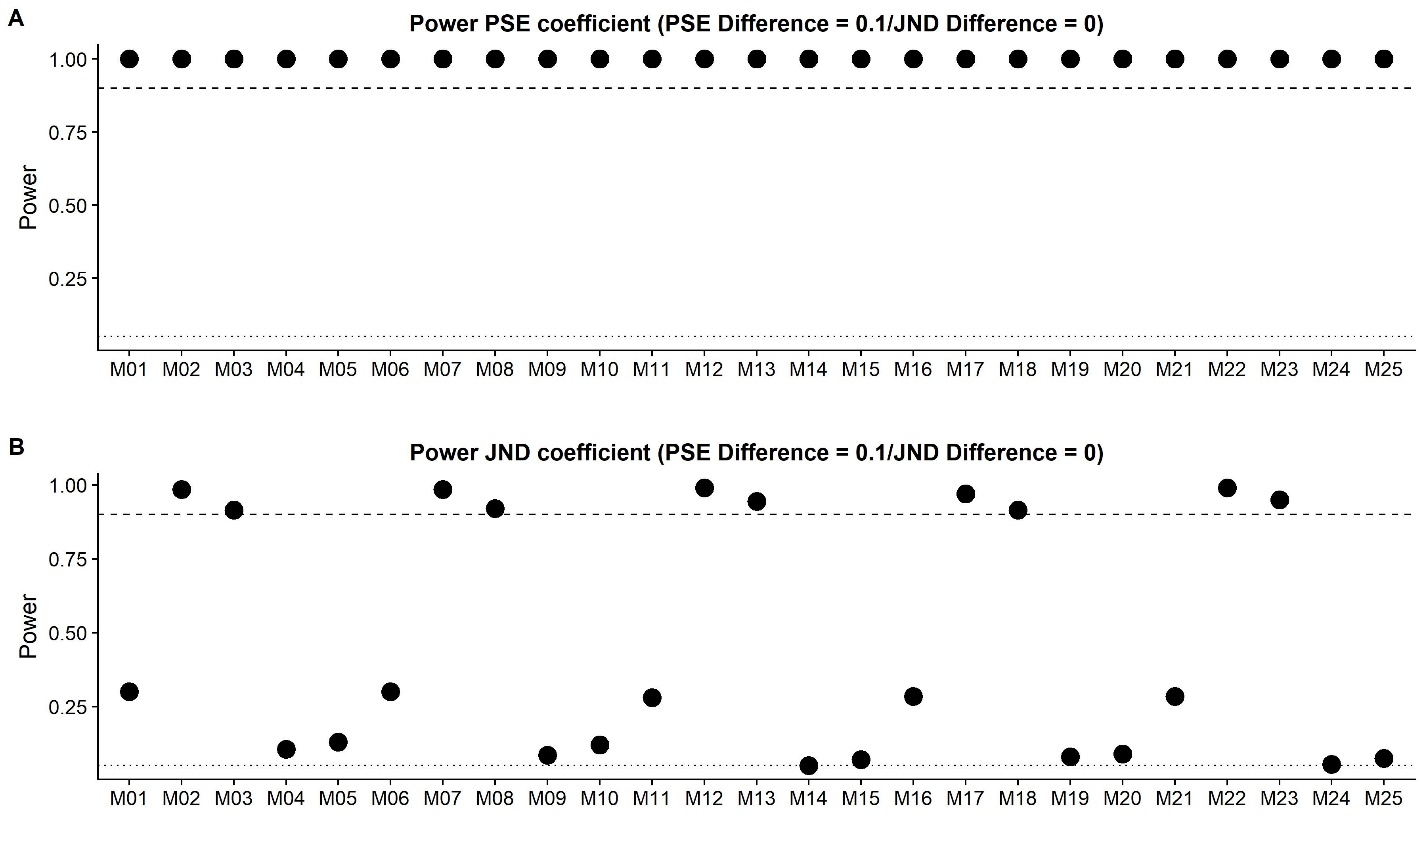 A
Power PSE coefficient (PSE Difference = 0.1/JND Difference = 0)
1.00
0.75
0.50
0.25
Power
M01 M02 M03 M04 M05 M06 M07 M08 M09 M10 M11 M12 M13 M14 M15 M16 M17 M18 M19 M20 M21 M22 M23 M24 M25
B
Power JND coefficient (PSE Difference = 0.1/JND Difference = 0)
1.00
0.75
0.50
0.25
Power
M01 M02 M03 M04 M05 M06 M07 M08 M09 M10 M11 M12 M13 M14 M15 M16 M17 M18 M19 M20 M21 M22 M23 M24 M25